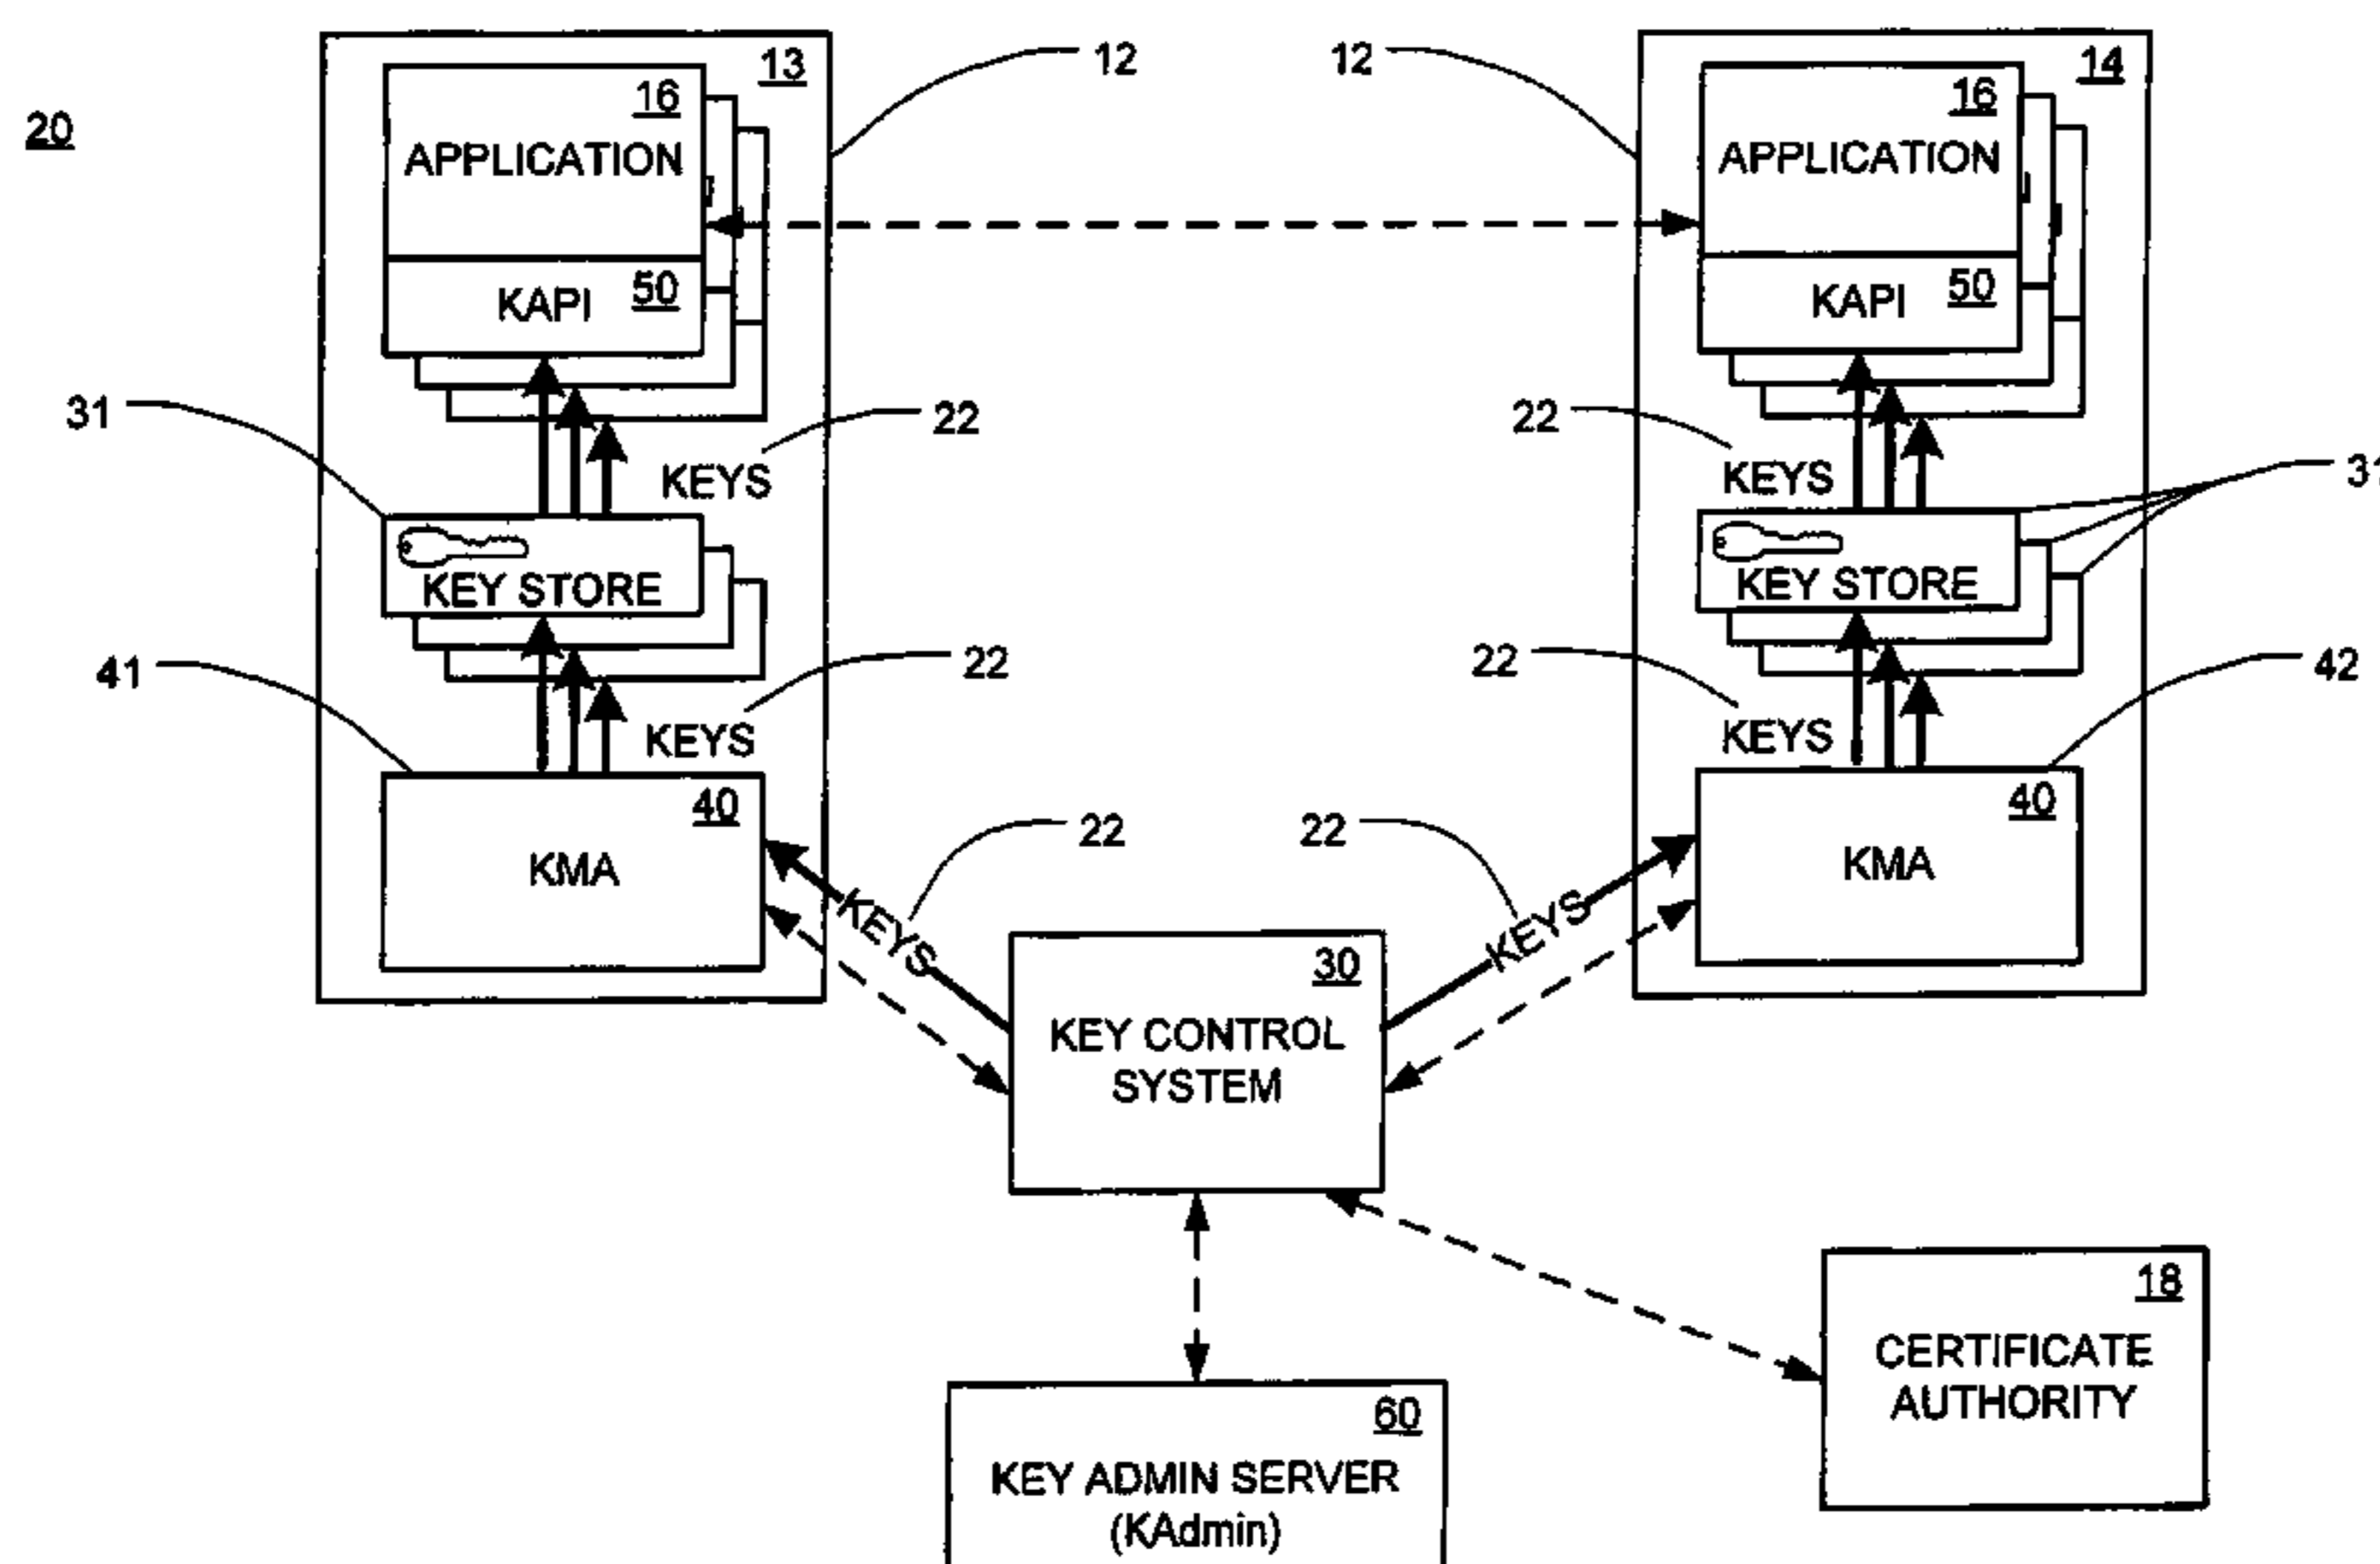 20
13
12
16
APPLICATION
50
KAPI
31
22
KEYS
KEY STORE
41
22
KEYS
40
KMA
22
KEYS
12
14
16
APPLICATION
50
KAPI
22
KEYS
KEY STORE
22
KEYS
42
40
KMA
22
KEYS
30
KEY CONTROL
SYSTEM
18
CERTIFICATE
AUTHORITY
60
KEY ADMIN SERVER
(KAdmin)